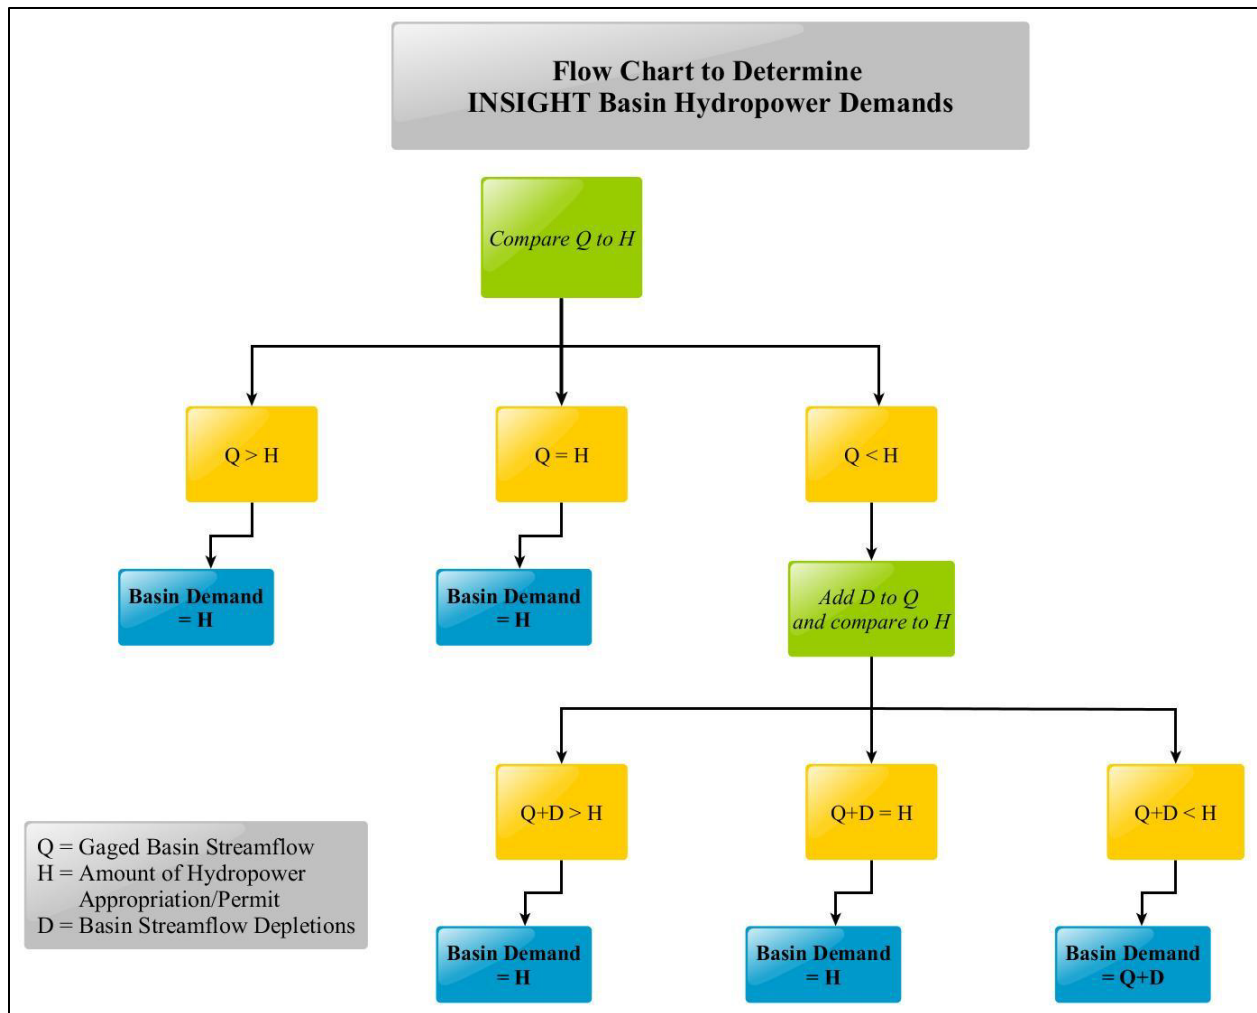 Flow Chart to Determine
INSIGHT Basin Hydropower Demands
Compare Q to H
Q > H
Q = H
Q < H
Basin Demand
= H
Basin Demand
= H
Add D to Q
and compare to H
Q+D > H
Q+D = H
Q+D < H
Q = Gaged Basin Streamflow
H = Amount of Hydropower
Appropriation/Permit
D = Basin Streamflow Depletions
Basin Demand
= H
Basin Demand
= H
Basin Demand
= Q+D